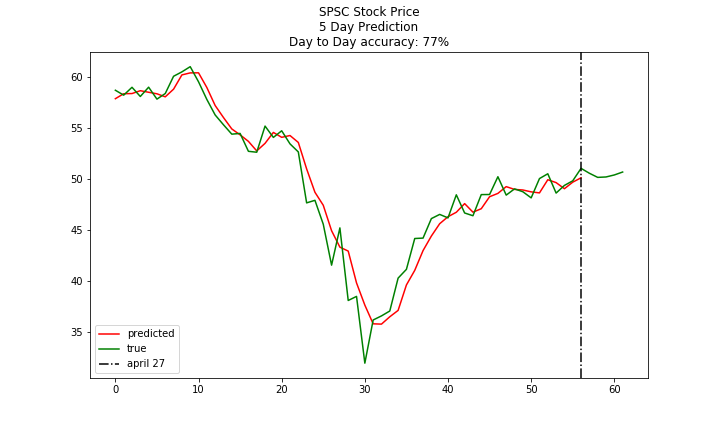 SPSC Stock Price
5 Day Prediction
Day to Day accuracy: 77%
60
55
50
45
40
35
predicted
true
april 27
0
10
20
30
40
50
60